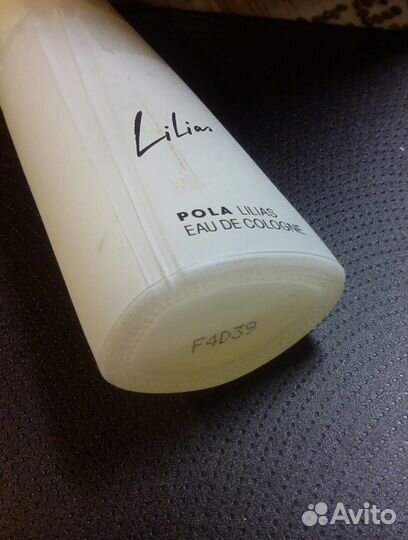 Lilias
POLA LILIAS
EAU DE COLOGNE
F4D39
Avito